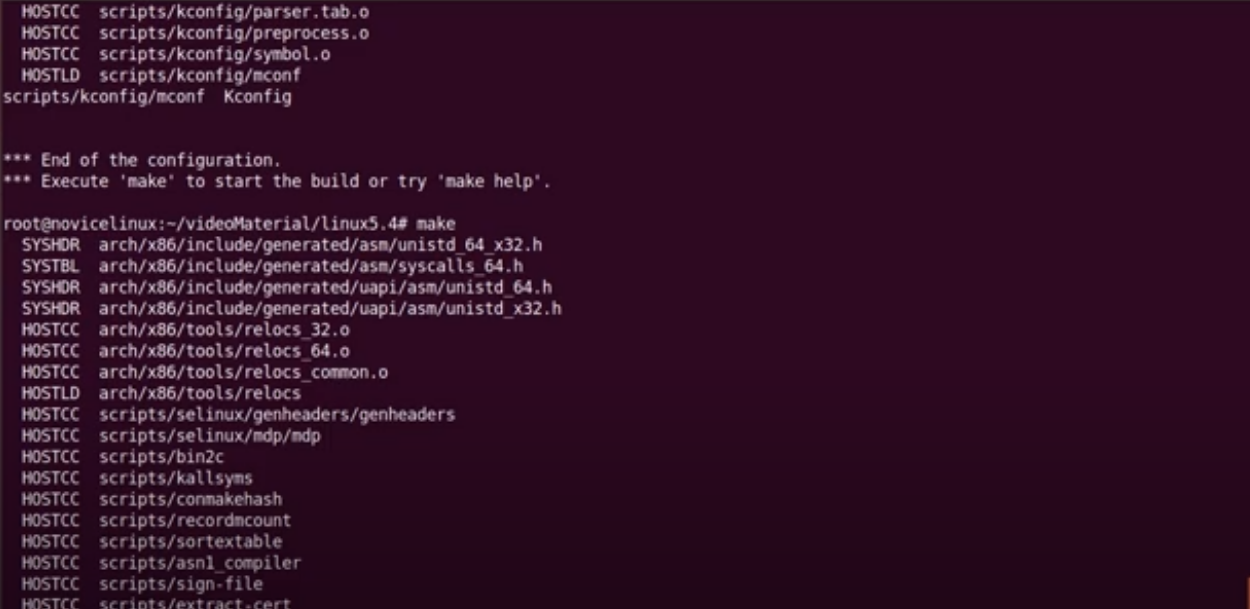 HOSTCC scripts/kconfig/parser.tab.o
HOSTCC scripts/kconfig/preprocess.o
HOSTCC scripts/kconfig/symbol.o
HOSTLD scripts/kconfig/mconf
scripts/kconfig/mconf Kconfig
*** End of the configuration.
*** Execute 'make' to start the build or try 'make help'.
root@novicelinux:~/videoMaterial/linux5.4# make
SYSHDR arch/x86/include/generated/asm/unistd_64_x32.h
SYSTBL arch/x86/include/generated/asm/syscalls_64.h
SYSHDR arch/x86/include/generated/uapi/asm/unistd_64.h
SYSHDR arch/x86/include/generated/uapi/asm/unistd_x32.h
HOSTCC arch/x86/tools/relocs_32.o
HOSTCC arch/x86/tools/relocs_64.o
HOSTCC arch/x86/tools/relocs_common.o
HOSTLD arch/x86/tools/relocs
HOSTCC scripts/selinux/genheaders/genheaders
HOSTCC scripts/selinux/mdp/mdp
HOSTCC scripts/bin2c
HOSTCC scripts/kallsyms
HOSTCC scripts/conmakehash
HOSTCC scripts/recordmcount
HOSTCC scripts/sortextable
HOSTCC scripts/asn1_compiler
HOSTCC scripts/sign-file
HOSTCC scripts/extract-cert